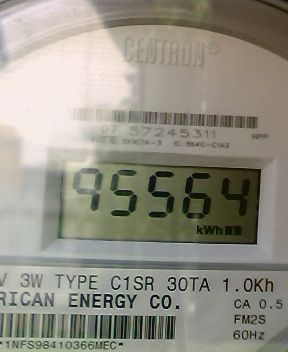 CENTRON®
07 57245311
NPP
95564
kWh
V 3W TYPE C1SR 30TA 1.0Kh
RICAN ENERGY CO.
CA 0.5
FM2S
60Hz
*1NFS98410366MEC*